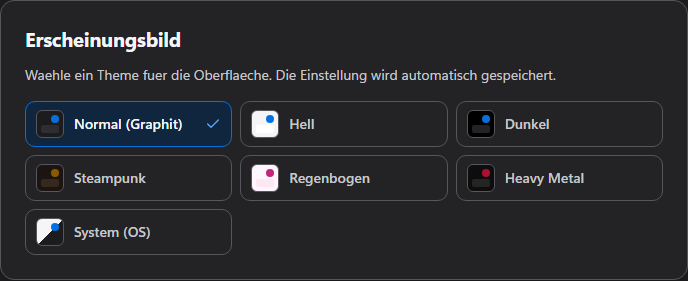 Erscheinungsbild
Waehle ein Theme fuer die Oberflaeche. Die Einstellung wird automatisch gespeichert.
Normal (Graphit)
Hell
Dunkel
Steampunk
Regenbogen
Heavy Metal
System (OS)